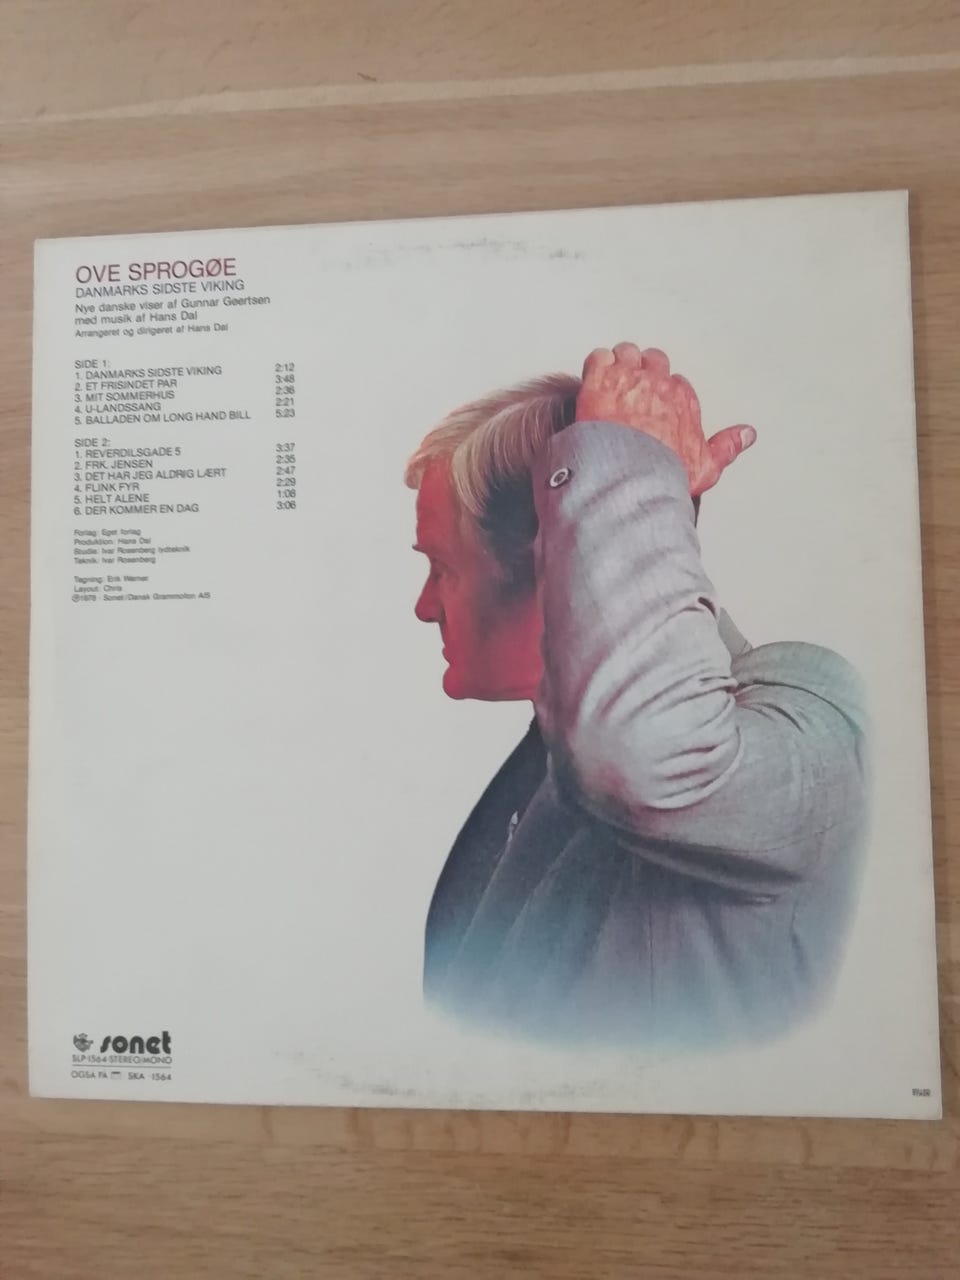 OVE SPROGØE
DANMARKS SIDSTE VIKING
Nye danske viser af Gunnar Geertsen
med musik af Hans Dal
Arrangeret og dirigeret af Hans Dal
SIDE 1:
1. DANMARKS SIDSTE VIKING 2:12
2. ET FRISINDET PAR 3:48
3. MIT SOMMERHUS 2:36
4. U-LANDSSANG 2:21
5. BALLADEN OM LONG HAND BILL 5:23
SIDE 2:
1. REVERDILSGADE 5 3:37
2. FRK. JENSEN 2:35
3. DET HAR JEG ALDRIG LÆRT 2:47
4. FLINK FYR 2:29
5. HELT ALENE 1:08
6. DER KOMMER EN DAG 3:06
Forlag: Eget forlag
Produktion: Hans Dal
Studie: Ivar Rosenberg lydteknik
Teknik: Ivar Rosenberg
Tegning: Erik Werner
Layout: Chris
℗1978 · Sonet/Dansk Grammofon A/S
sonet
SLP-1564 STEREO/MONO
OGSÅ PÅ SKA-1564